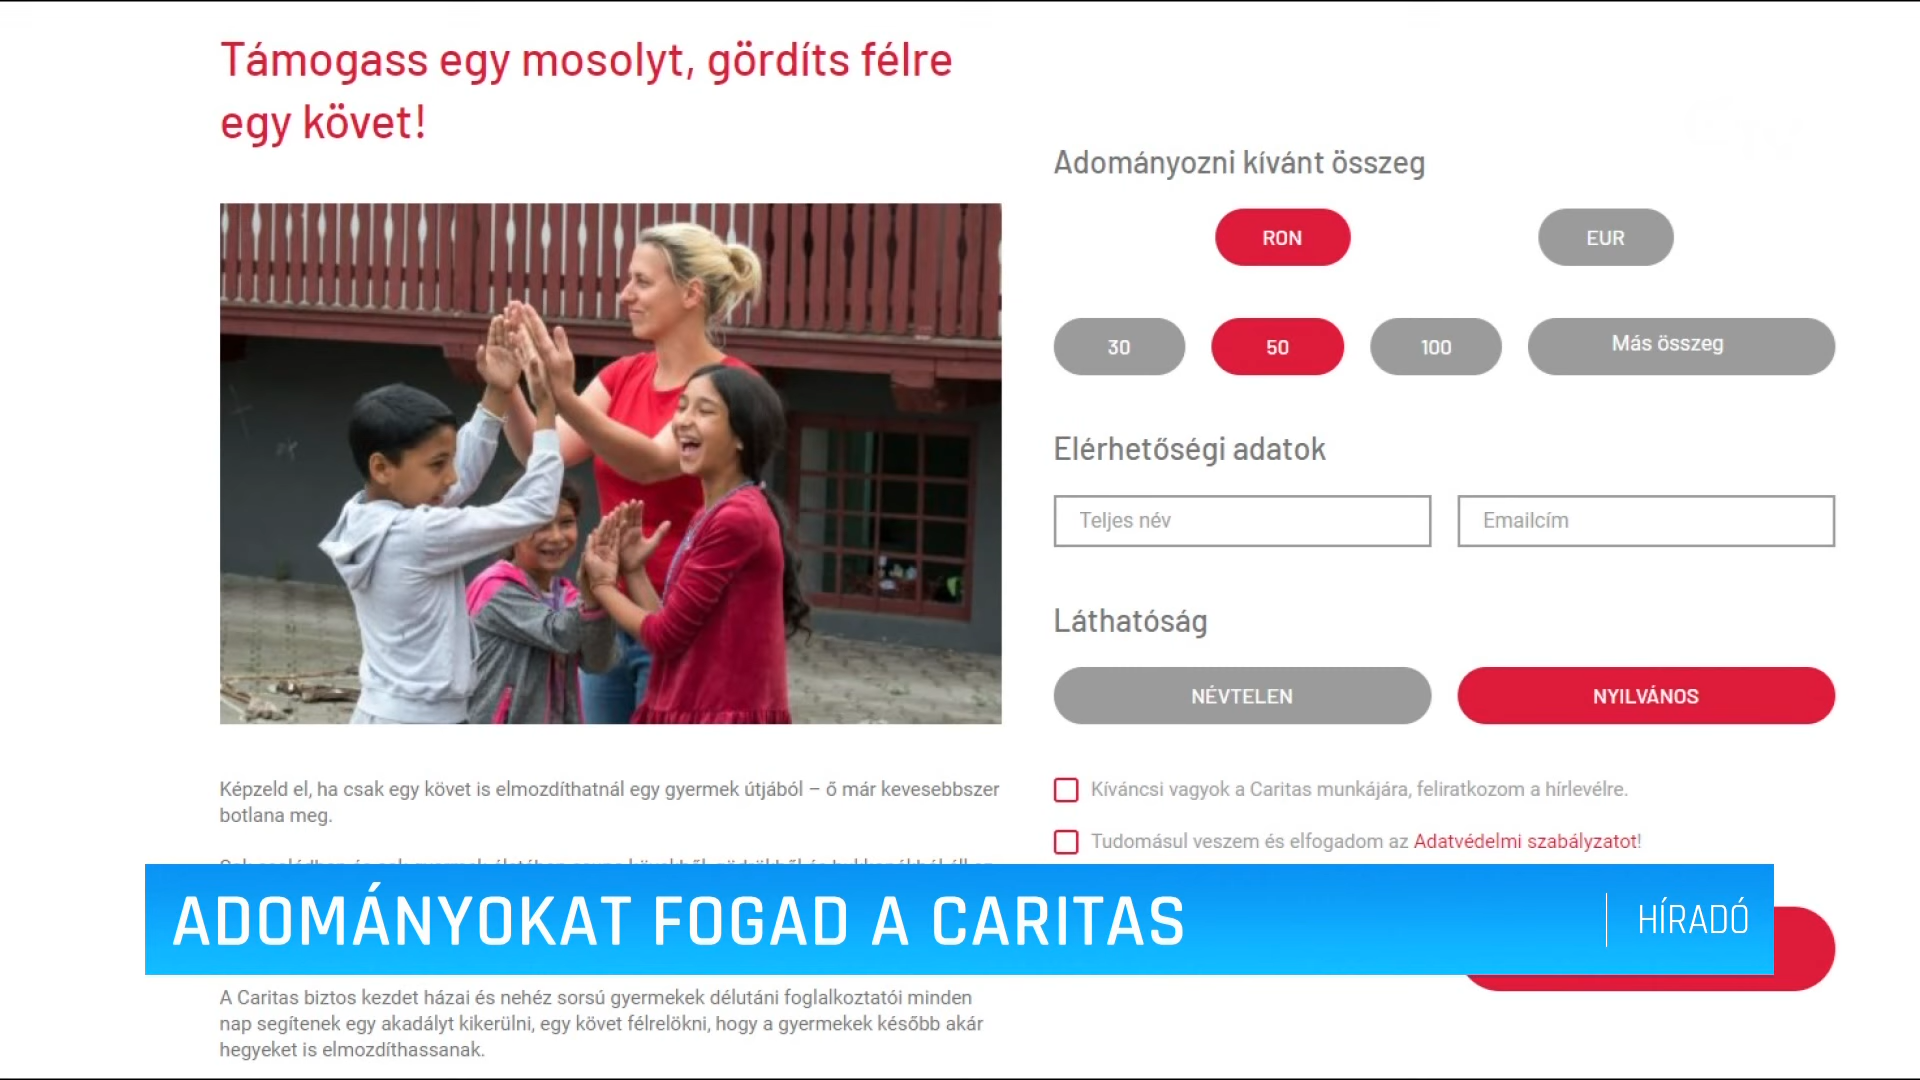 Támogass egy mosolyt, gördíts félre
egy követ!
Adományozni kívánt összeg
RON
EUR
30
50
100
Más összeg
Elérhetőségi adatok
Teljes név
Emailcím
Láthatóság
NÉVTELEN
NYILVÁNOS
Képzeld el, ha csak egy követ is elmozdíthatnál egy gyermek útjából – ő már kevesebbszer
botlana meg.
Kíváncsi vagyok a Caritas munkájára, feliratkozom a hírlevélre.
Tudomásul veszem és elfogadom az Adatvédelmi szabályzatot!
ADOMÁNYOKAT FOGAD A CARITAS
HÍRADÓ
A Caritas biztos kezdet házai és nehéz sorsú gyermekek délutáni foglalkoztatói minden
nap segítenek egy akadályt kikerülni, egy követ félrelökni, hogy a gyermekek később akár
hegyeket is elmozdíthassanak.